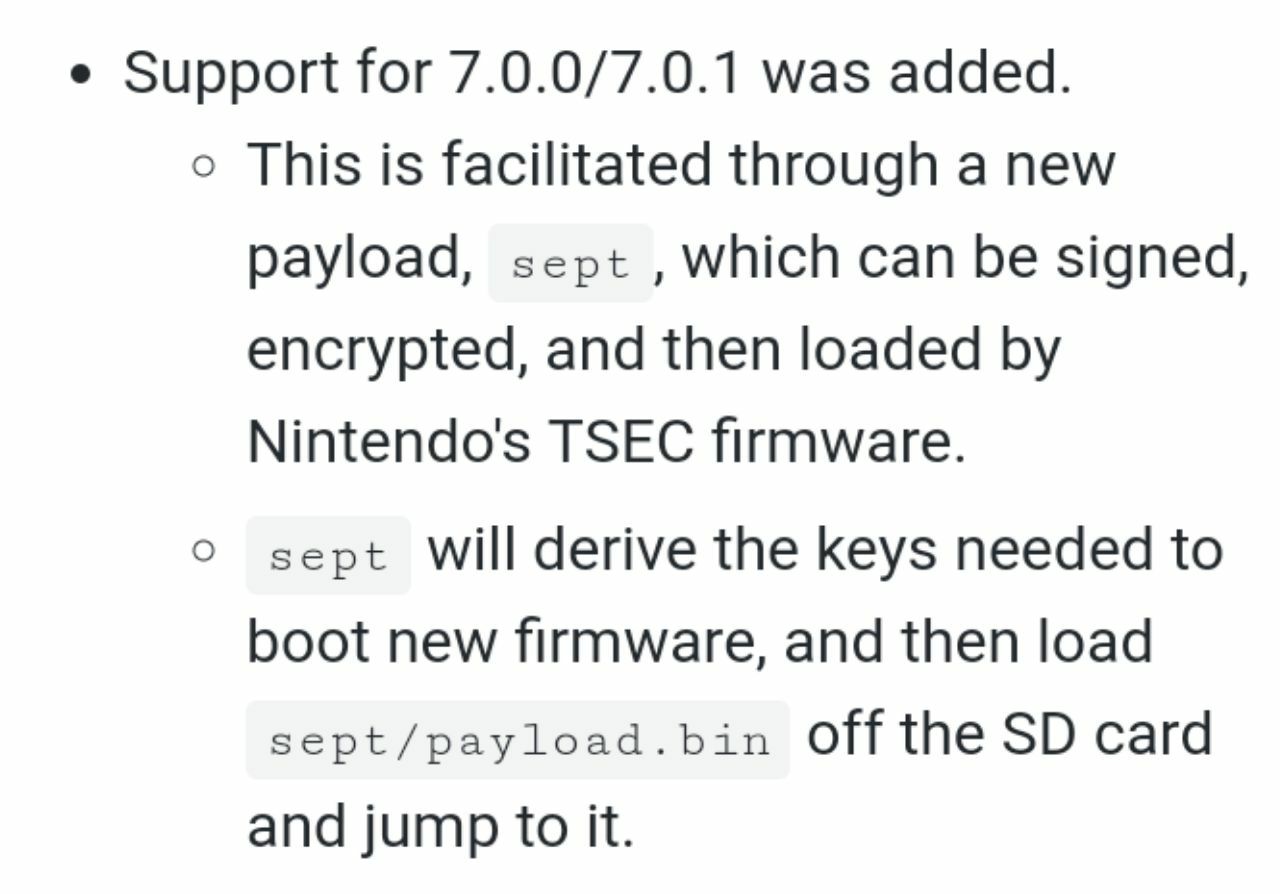 • Support for 7.0.0/7.0.1 was added.
○ This is facilitated through a new
payload, sept, which can be signed,
encrypted, and then loaded by
Nintendo's TSEC firmware.
○ sept will derive the keys needed to
boot new firmware, and then load
sept/payload.bin off the SD card
and jump to it.